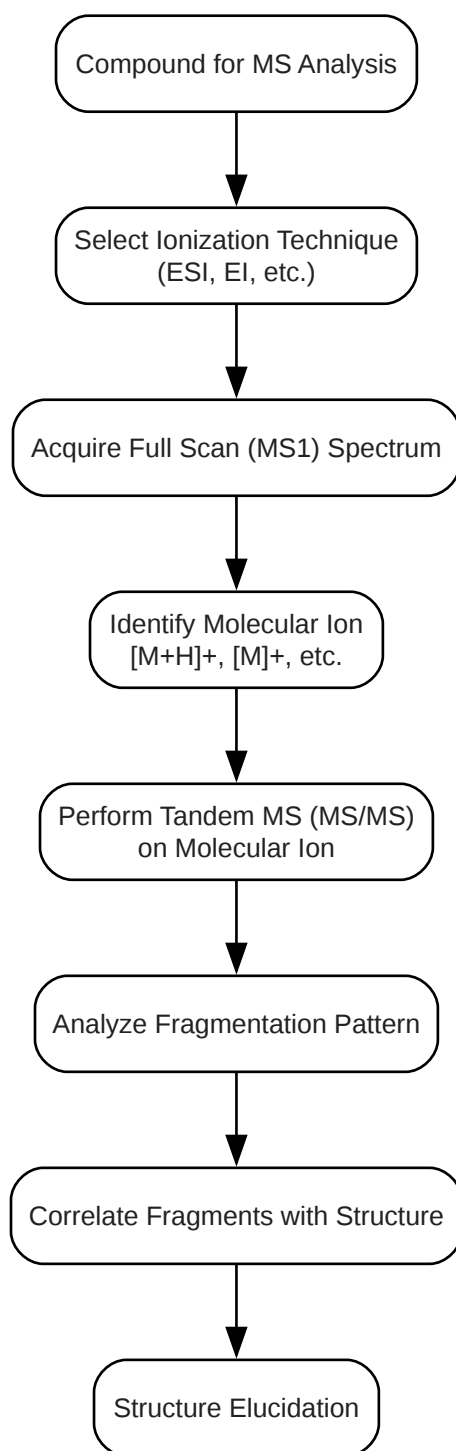 Compound for MS Analysis
Select Ionization Technique
(ESI, EI, etc.)
Acquire Full Scan (MS1) Spectrum
Identify Molecular Ion
[M+H]+, [M]+, etc.
Perform Tandem MS (MS/MS)
on Molecular Ion
Analyze Fragmentation Pattern
Correlate Fragments with Structure
Structure Elucidation